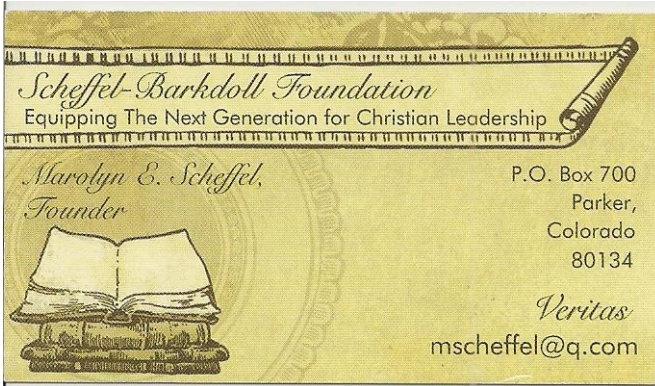 Scheffel-Barkdoll Foundation
Equipping The Next Generation for Christian Leadership
Marolyn E. Scheffel,
Founder
P.O. Box 700
Parker,
Colorado
80134
Veritas
mscheffel@q.com